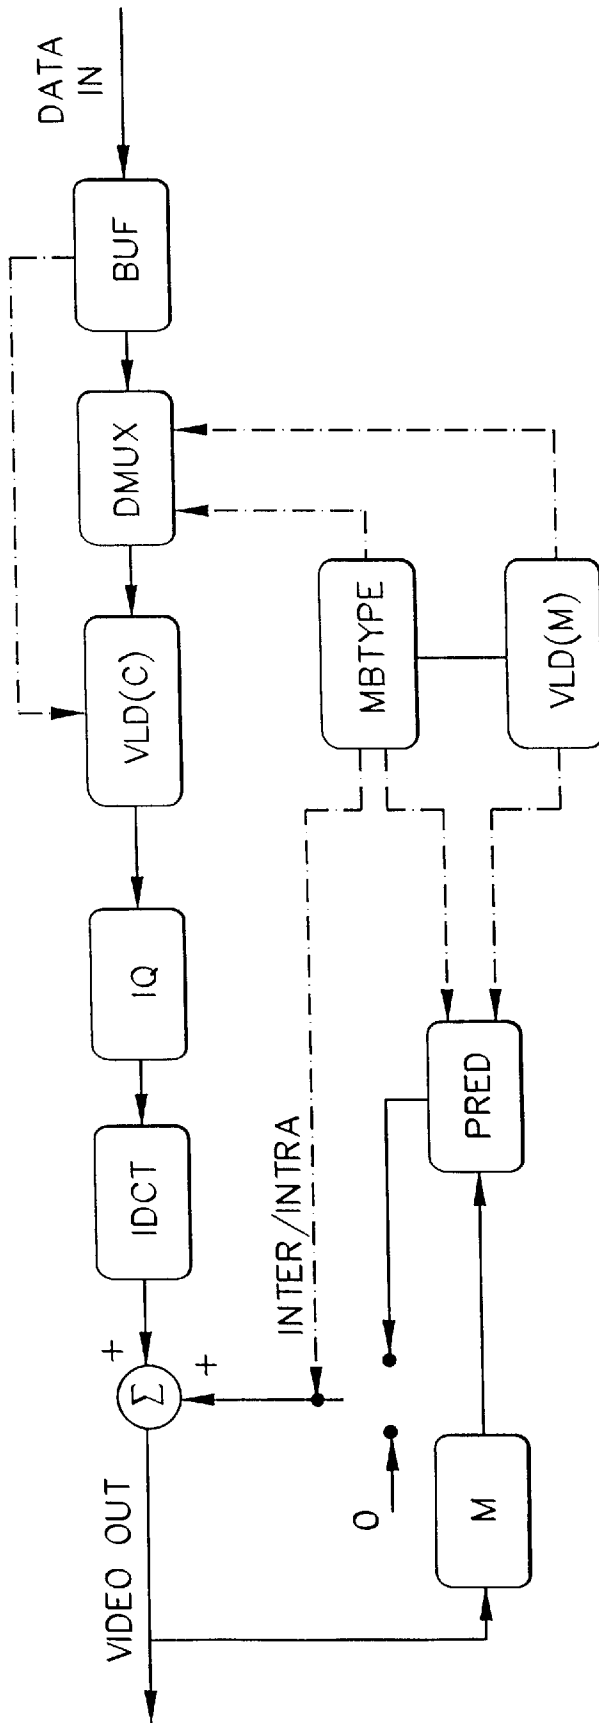 DATA
IN
BUF
DMUX
VLD(C)
IQ
IDCT
+
Σ
+
VIDEO OUT
INTER/INTRA
MBTYPE
VLD(M)
PRED
0
M